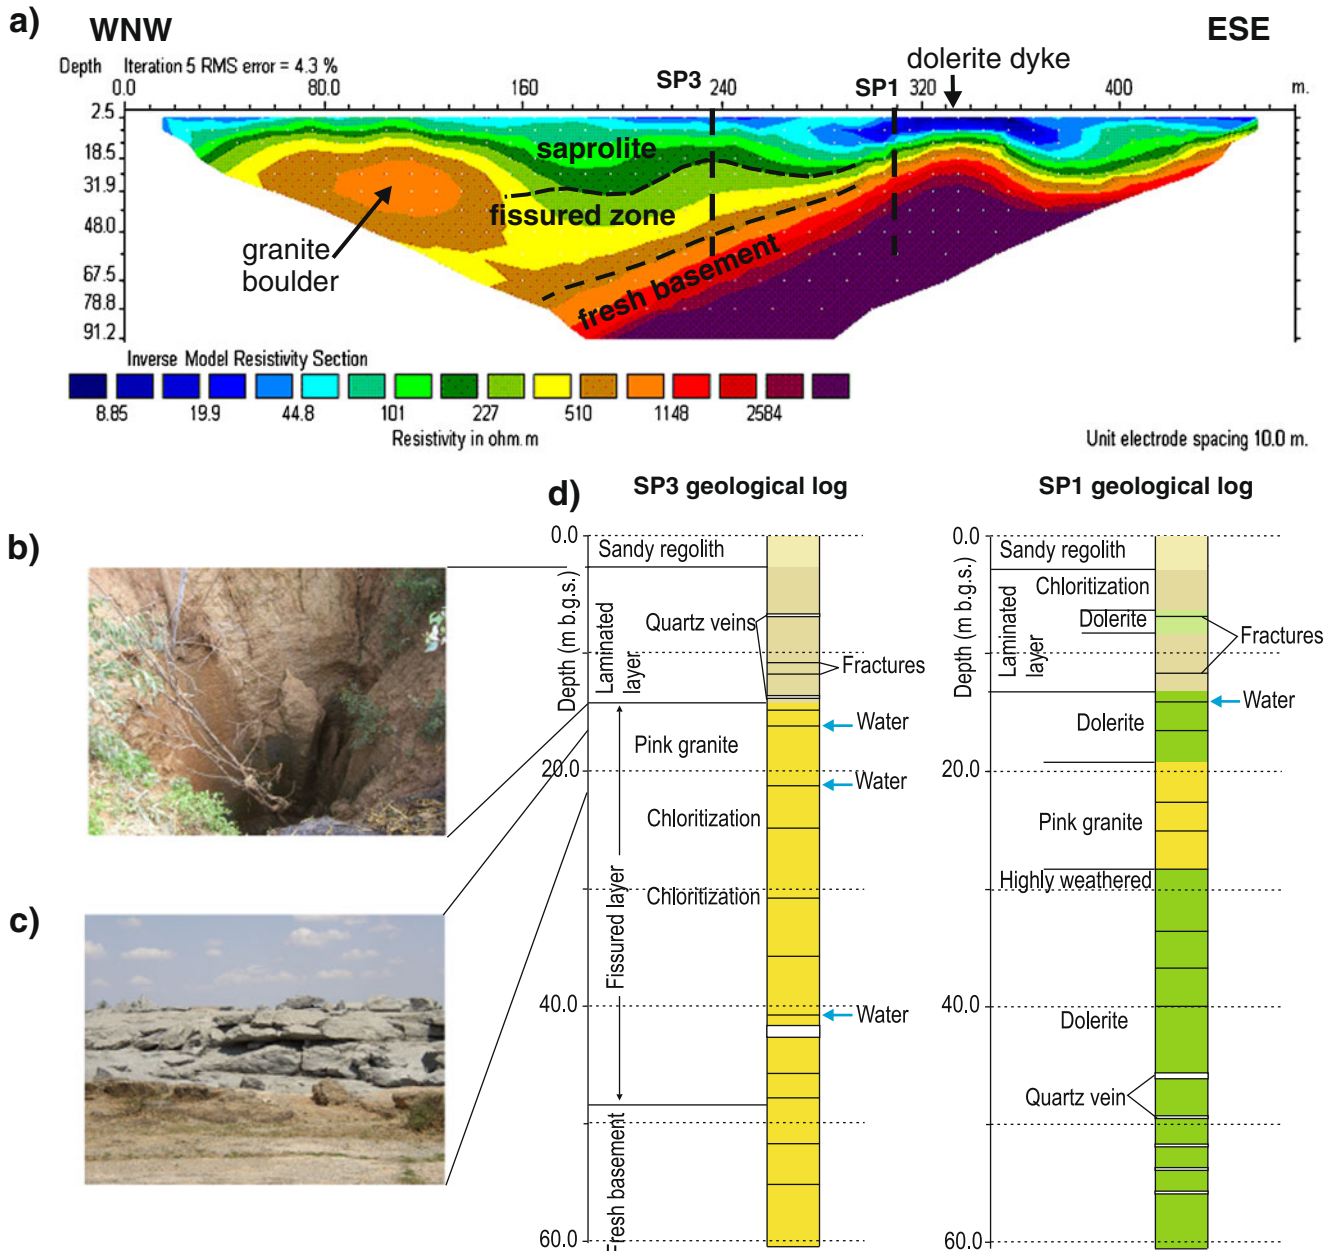 a)
WNW
ESE
Depth Iteration 5 RMS error = 4.3 %
dolerite dyke
0.0 80.0 160 SP3 240 SP1 320 400 m.
2.5
18.5
31.9
48.0
67.5
78.8
91.2
saprolite
fissured zone
granite
boulder
fresh basement
Inverse Model Resistivity Section
8.85 19.9 44.8 101 227 510 1148 2584
Resistivity in ohm.m
Unit electrode spacing 10.0 m.
b)
c)
d)
SP3 geological log
0.0
20.0
40.0
60.0
Depth (m b.g.s.)
Sandy regolith
Laminated
layer
Quartz veins
Fractures
Water
Pink granite
Water
Chloritization
Chloritization
Fissured layer
Water
Fresh basement
SP1 geological log
0.0
20.0
40.0
60.0
Depth (m b.g.s.)
Sandy regolith
Chloritization
Laminated
layer
Dolerite
Fractures
Water
Dolerite
Pink granite
Highly weathered
Dolerite
Quartz vein